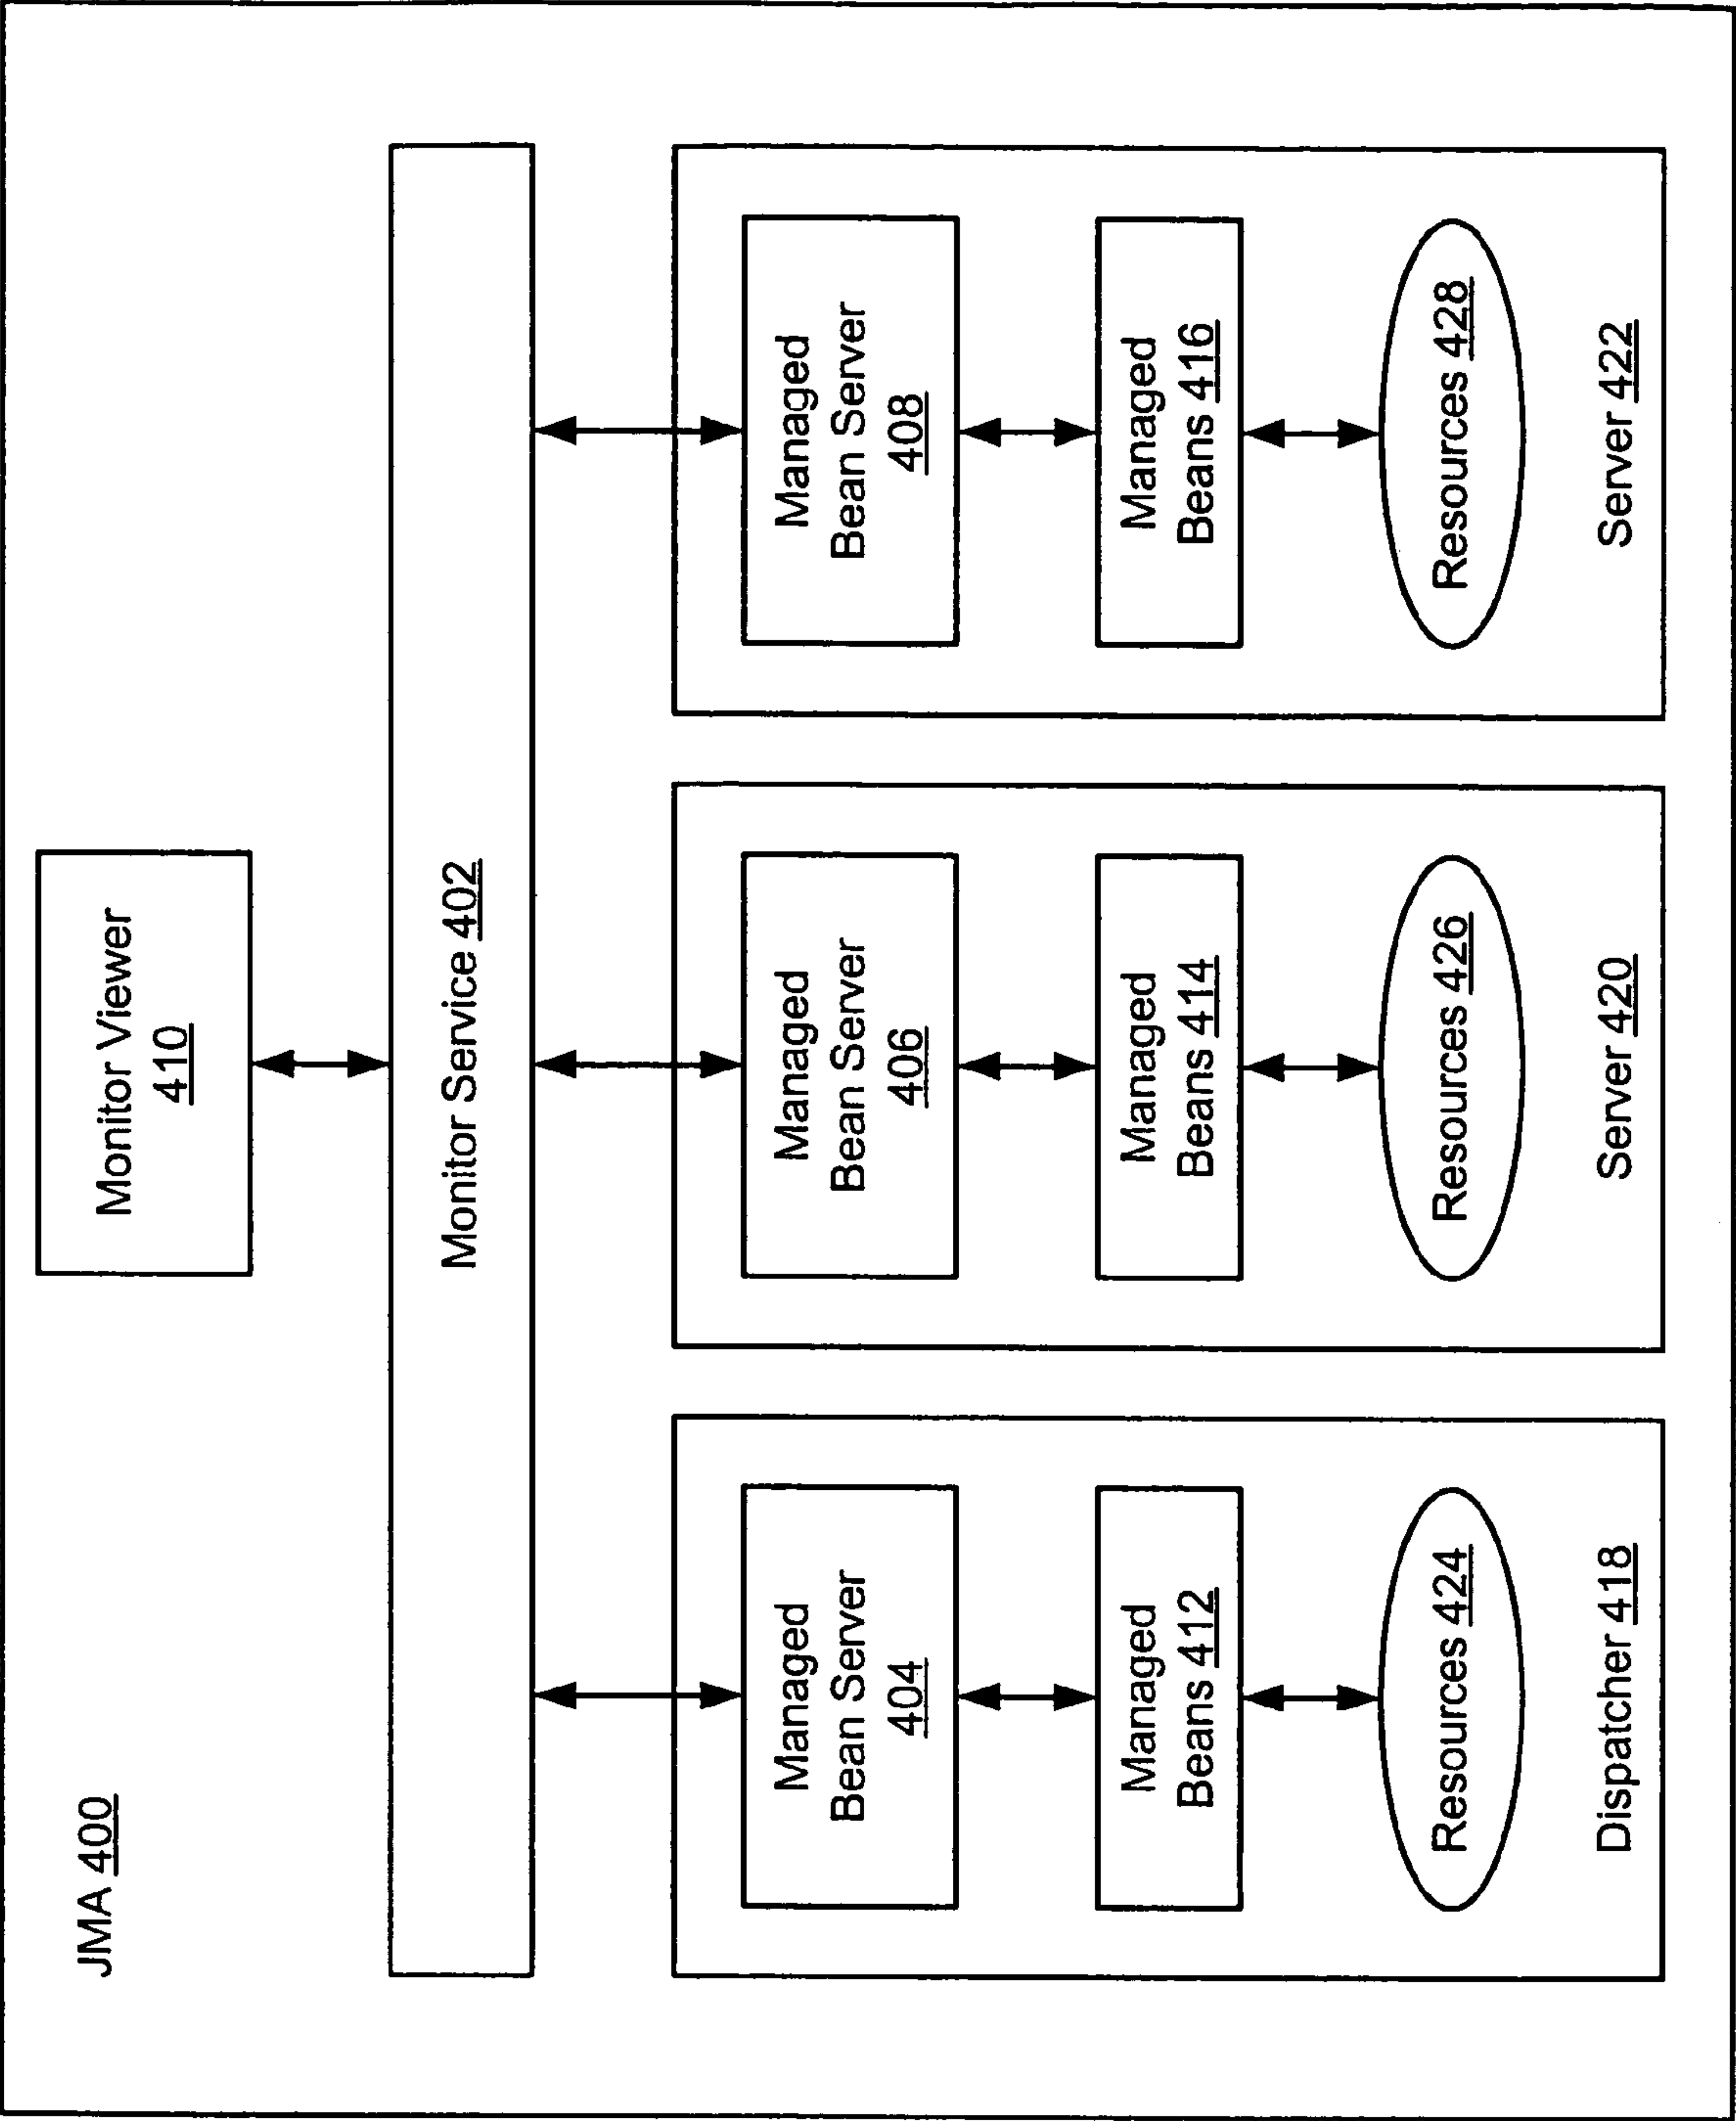 JMA 400
Monitor Viewer
410
Monitor Service 402
Managed
Bean Server
404
Managed
Beans 412
Resources 424
Dispatcher 418
Managed
Bean Server
406
Managed
Beans 414
Resources 426
Server 420
Managed
Bean Server
408
Managed
Beans 416
Resources 428
Server 422